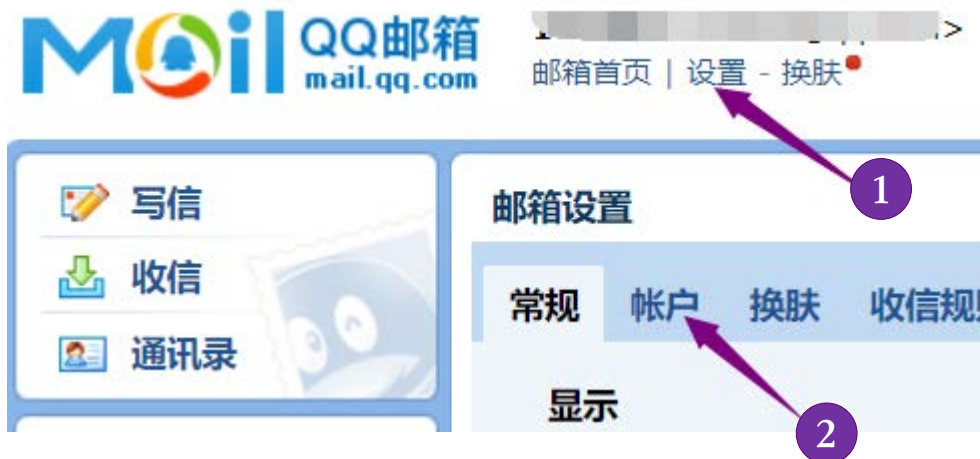 Mail QQ邮箱
mail.qq.com
邮箱首页 | 设置 - 换肤
1
写信
收信
通讯录
邮箱设置
常规 帐户 换肤 收信规
显示
2